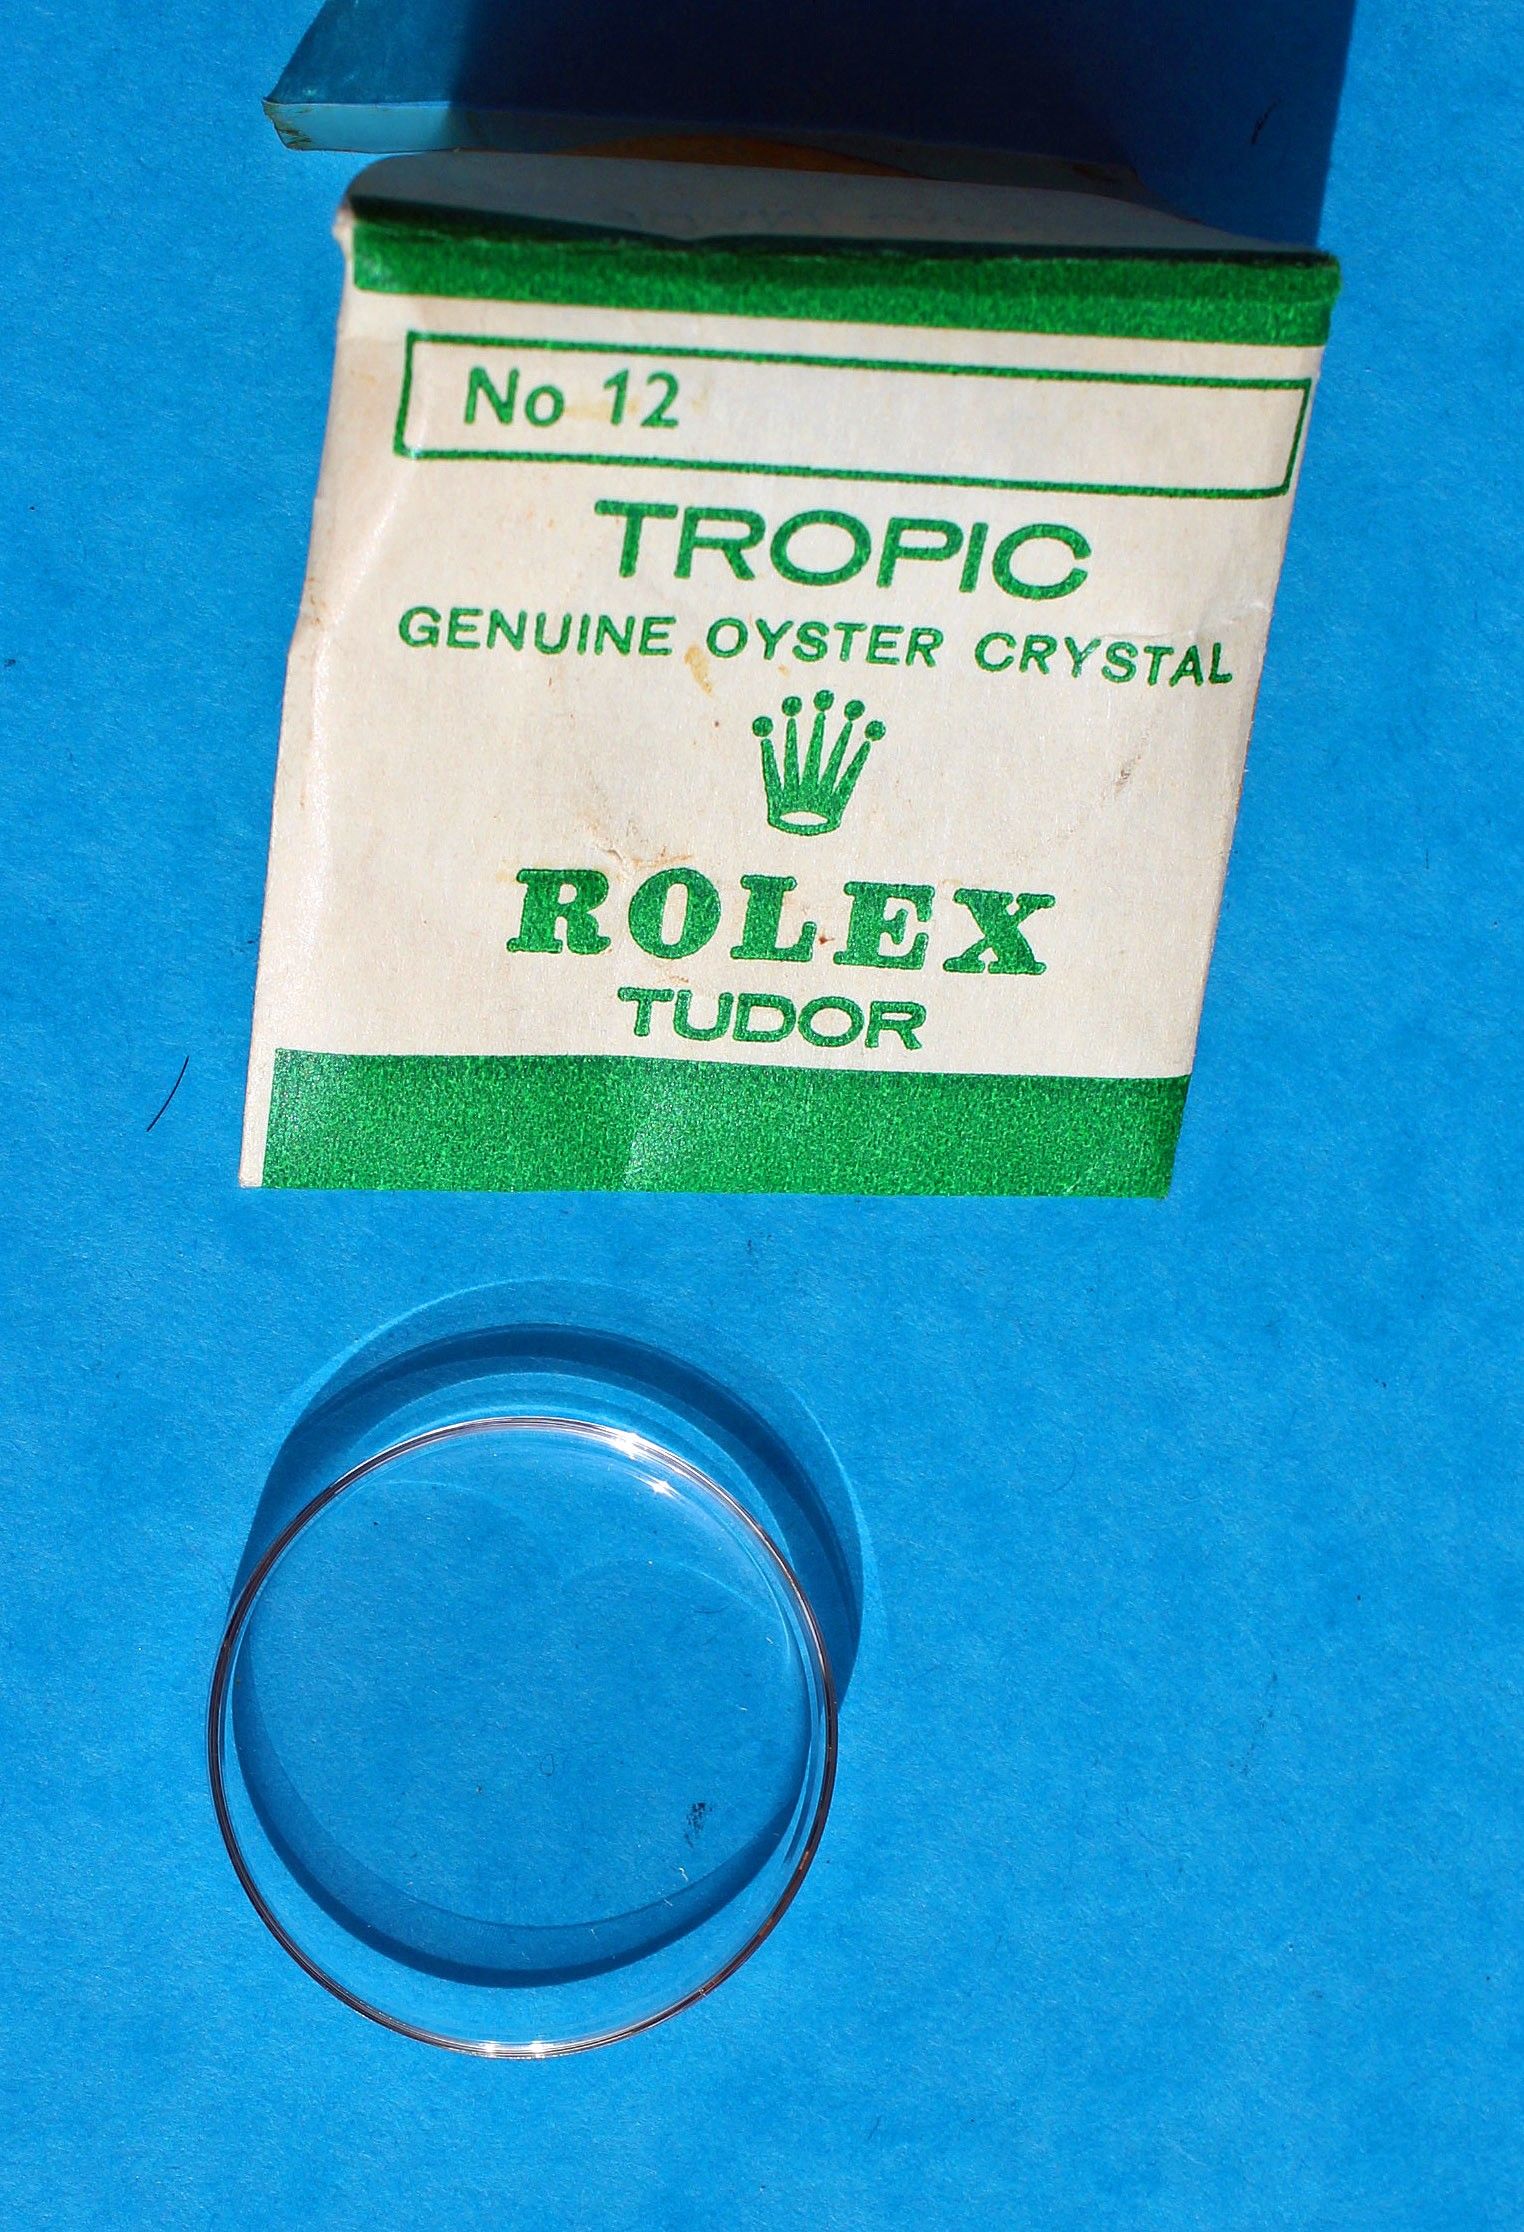 No 12
TROPIC
GENUINE OYSTER CRYSTAL
ROLEX
TUDOR